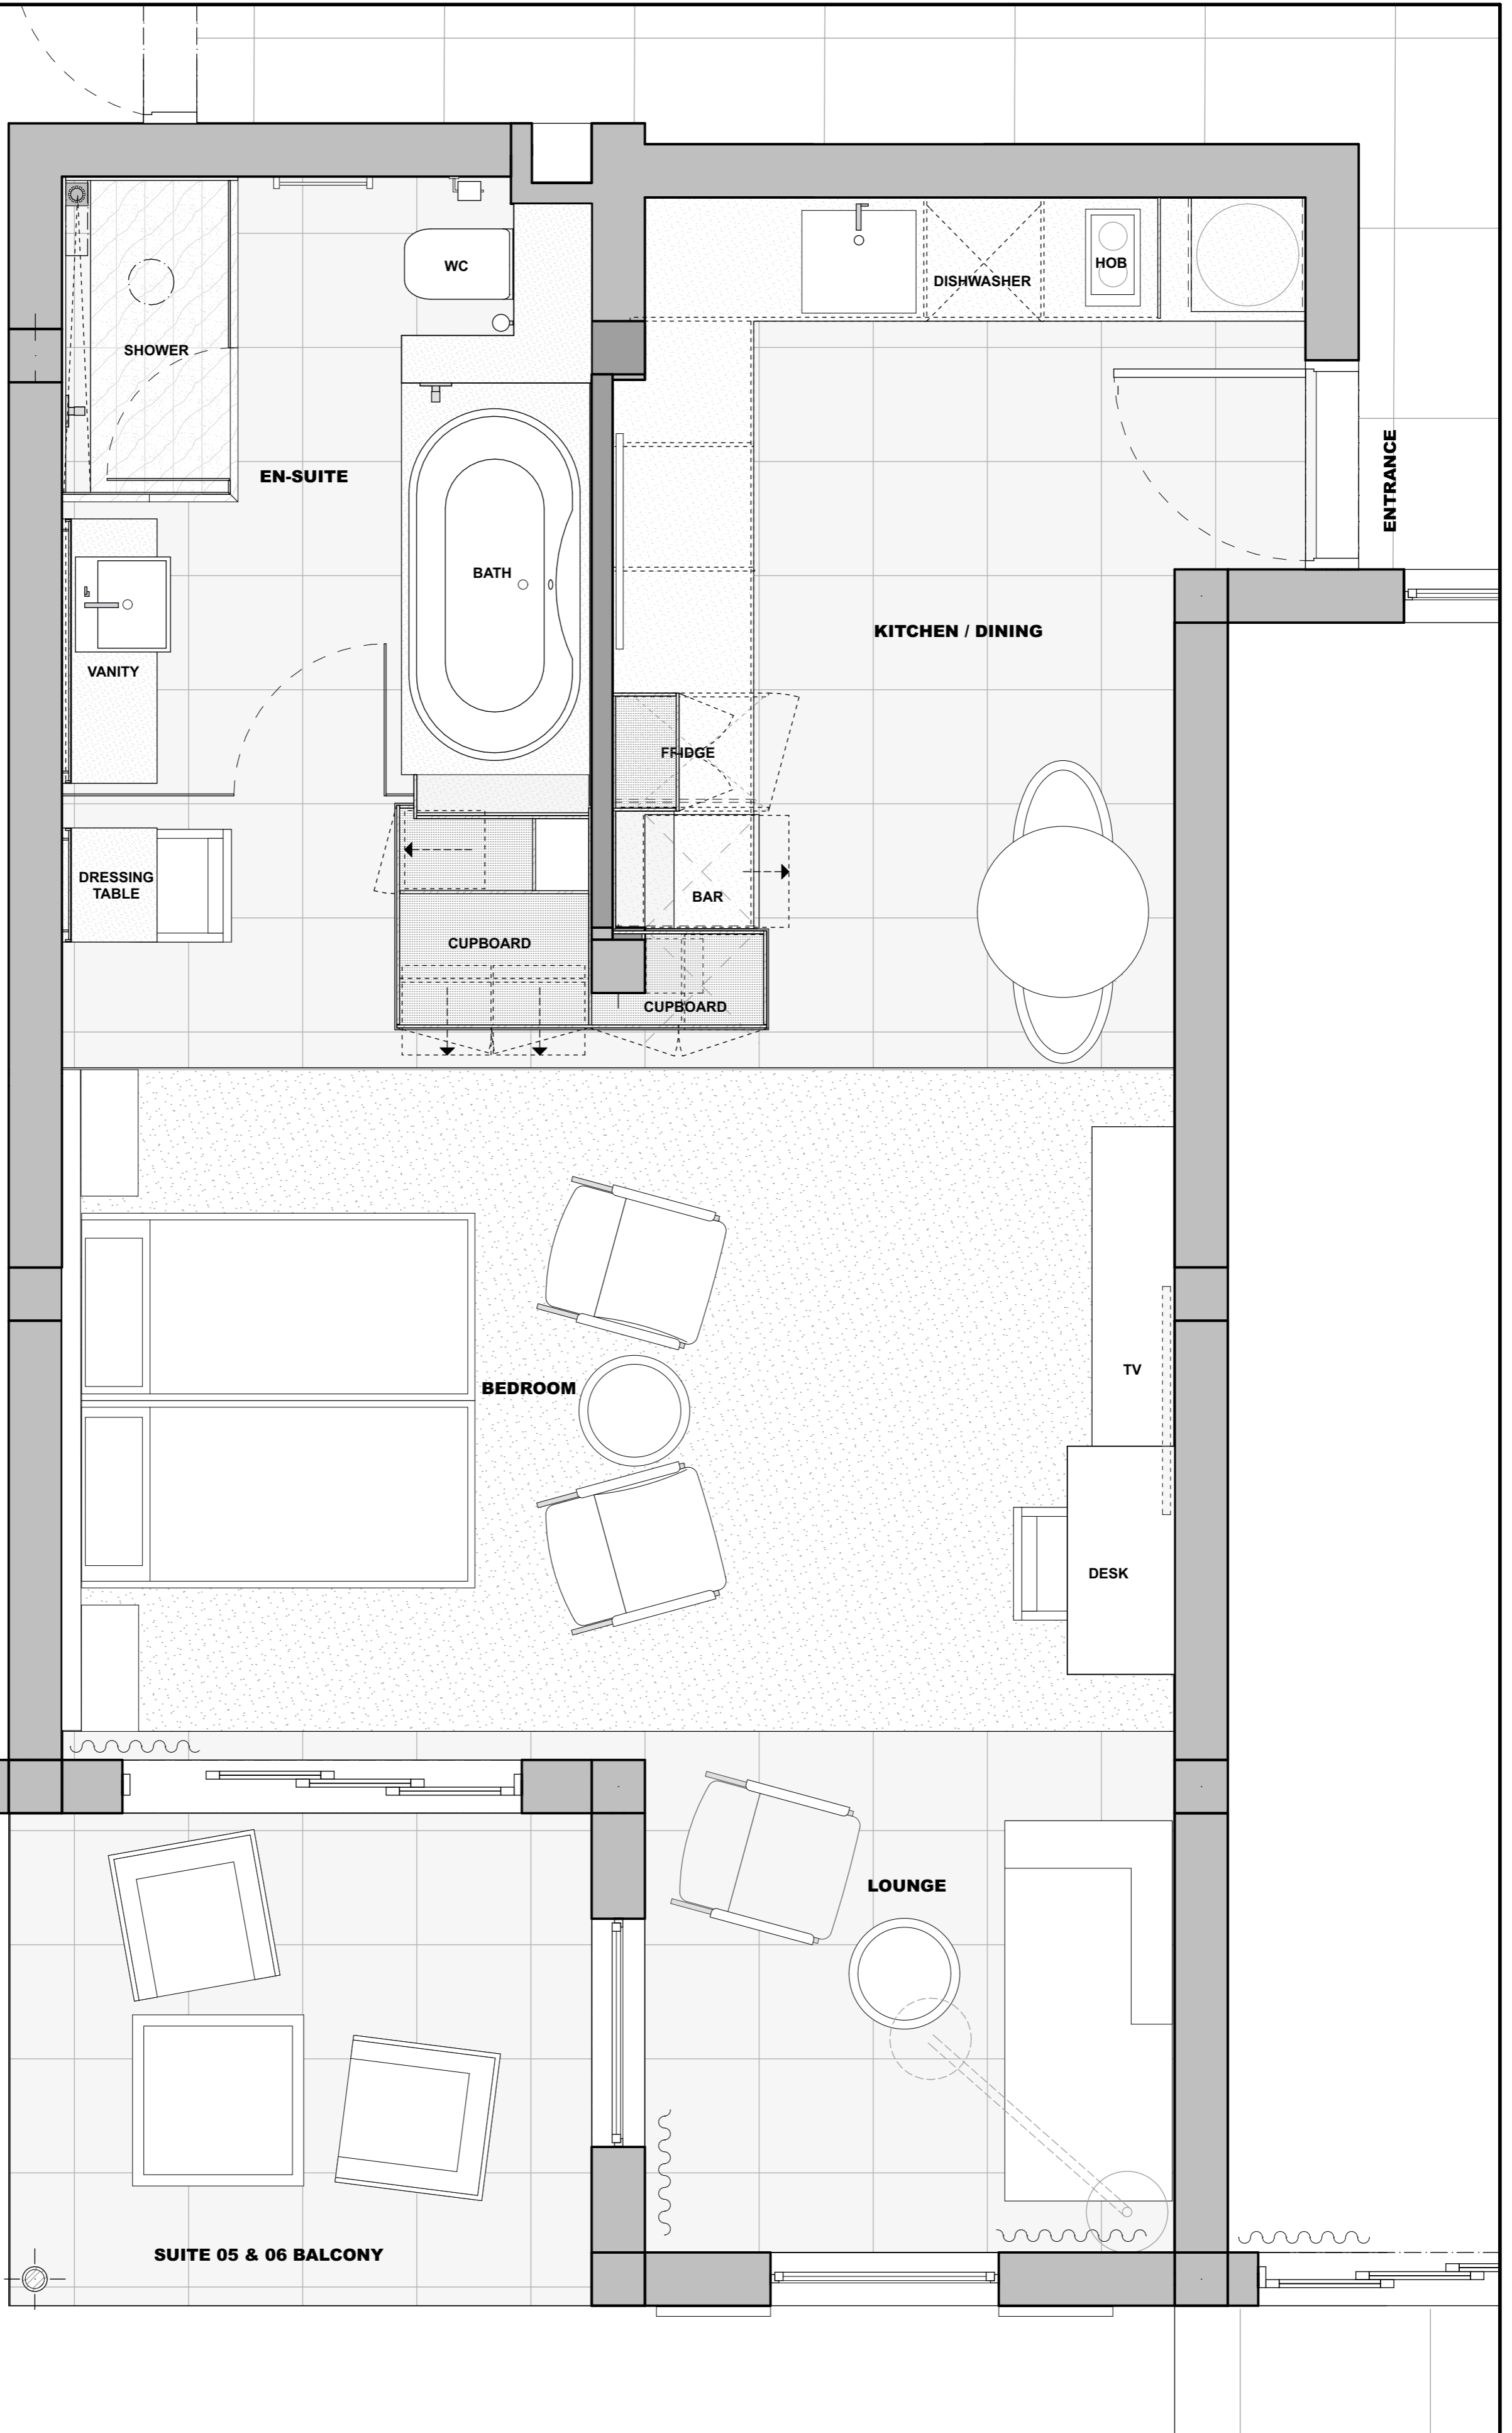 WC
DISHWASHER
HOB
SHOWER
EN-SUITE
ENTRANCE
BATH
KITCHEN / DINING
VANITY
FRIDGE
DRESSING
TABLE
BAR
CUPBOARD
CUPBOARD
TV
BEDROOM
DESK
LOUNGE
SUITE 05 & 06 BALCONY